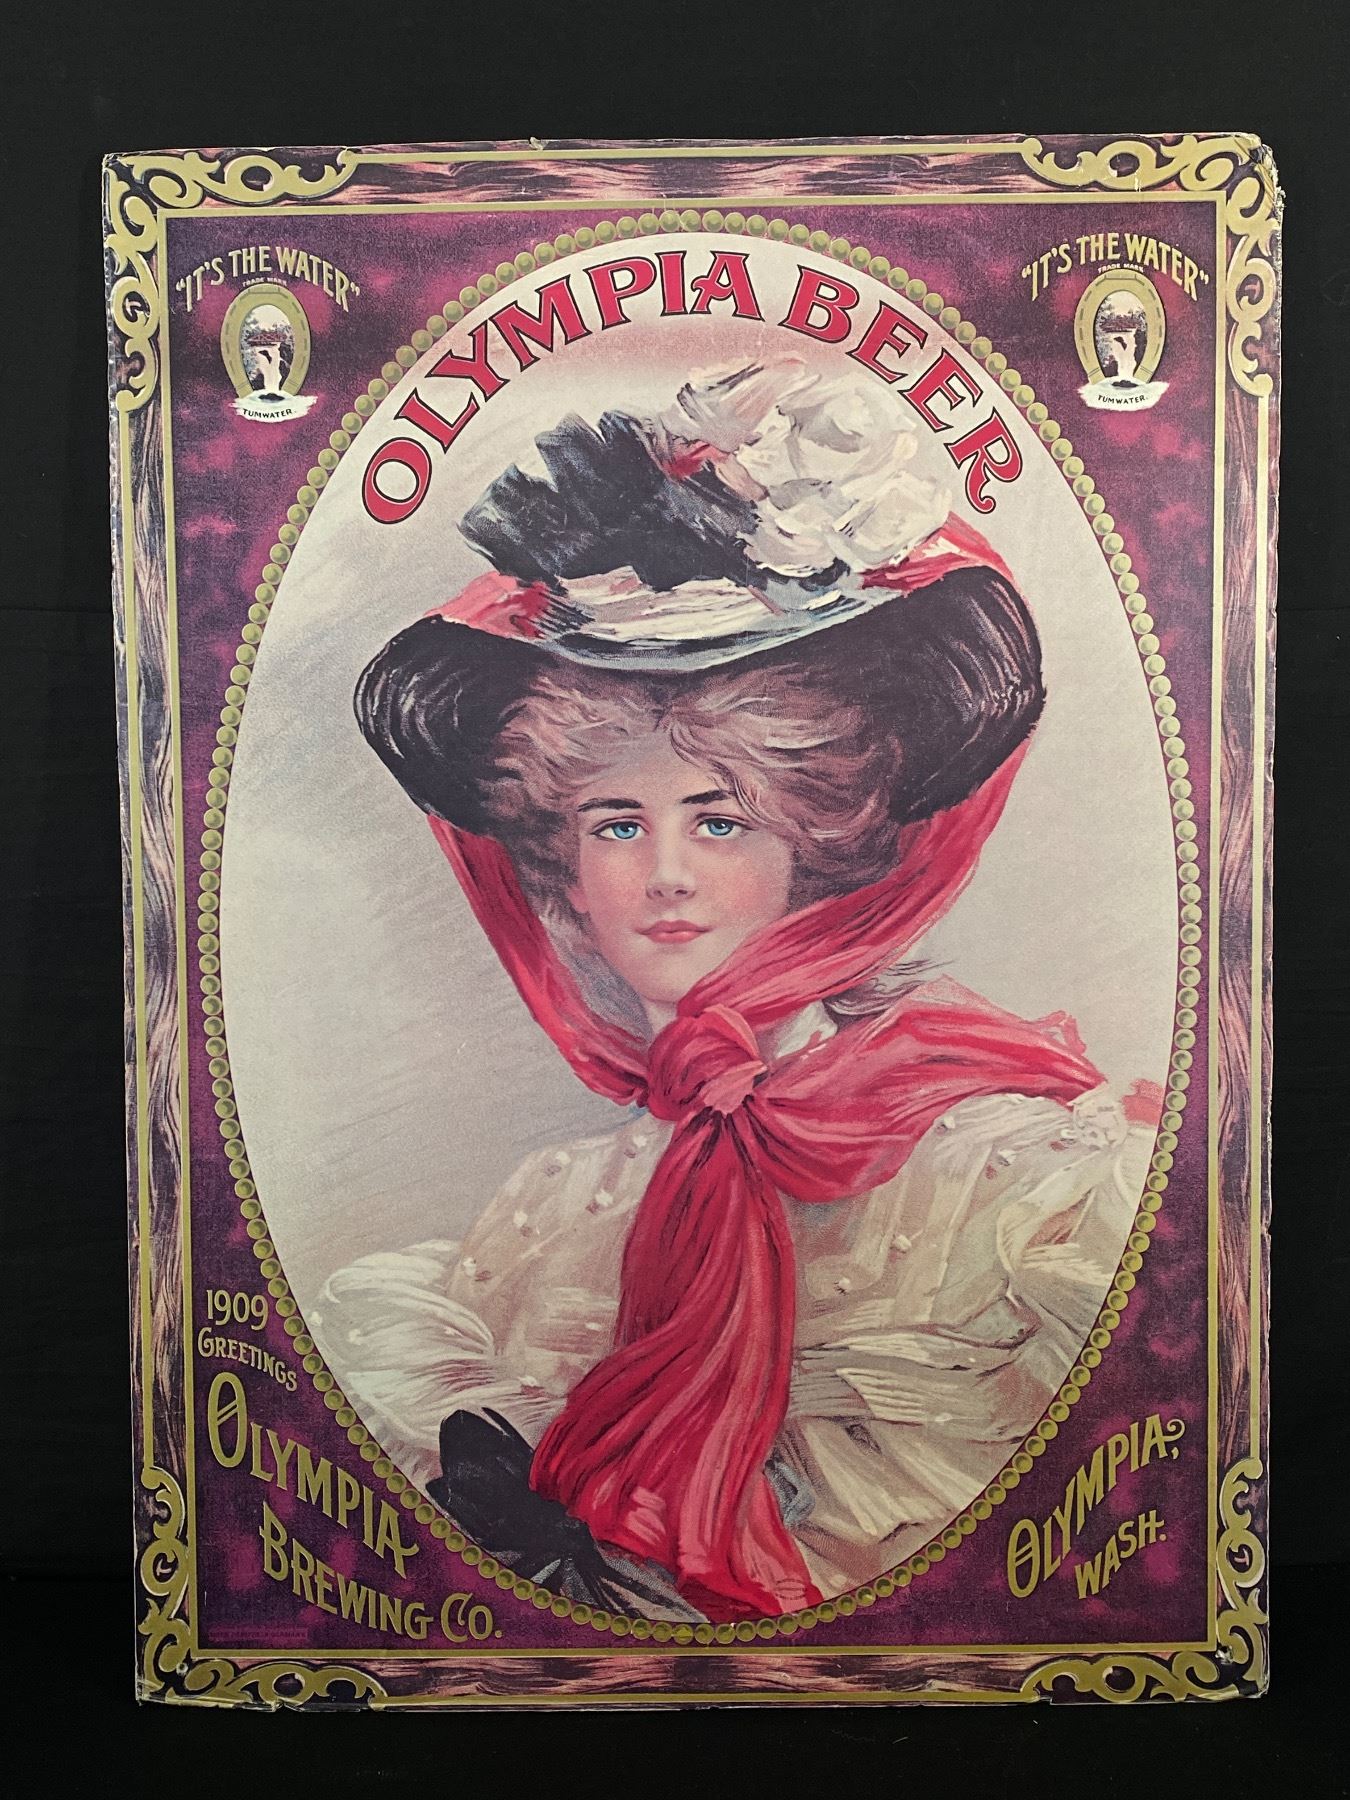 OLYMPIA BEER
"IT'S THE WATER"
TRADE MARK
TUMWATER.
"IT'S THE WATER"
TRADE MARK
TUMWATER.
1909
GREETINGS
OLYMPIA
BREWING CO.
OLYMPIA,
WASH.